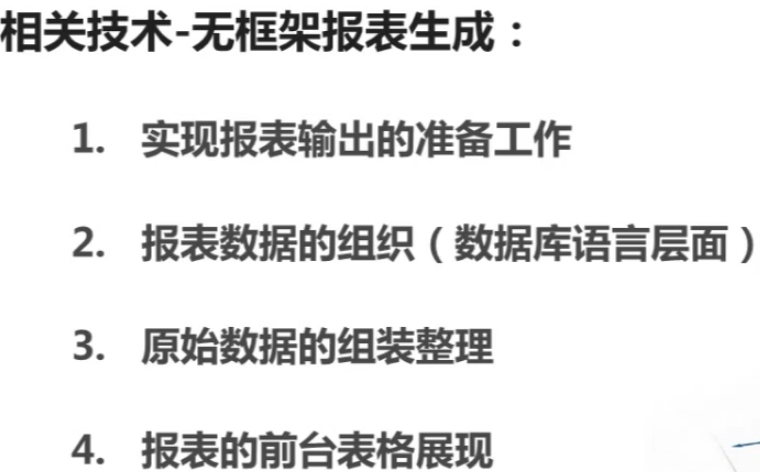 相关技术-无框架报表生成：
1. 实现报表输出的准备工作
2. 报表数据的组织（数据库语言层面）
3. 原始数据的组装整理
4. 报表的前台表格展现